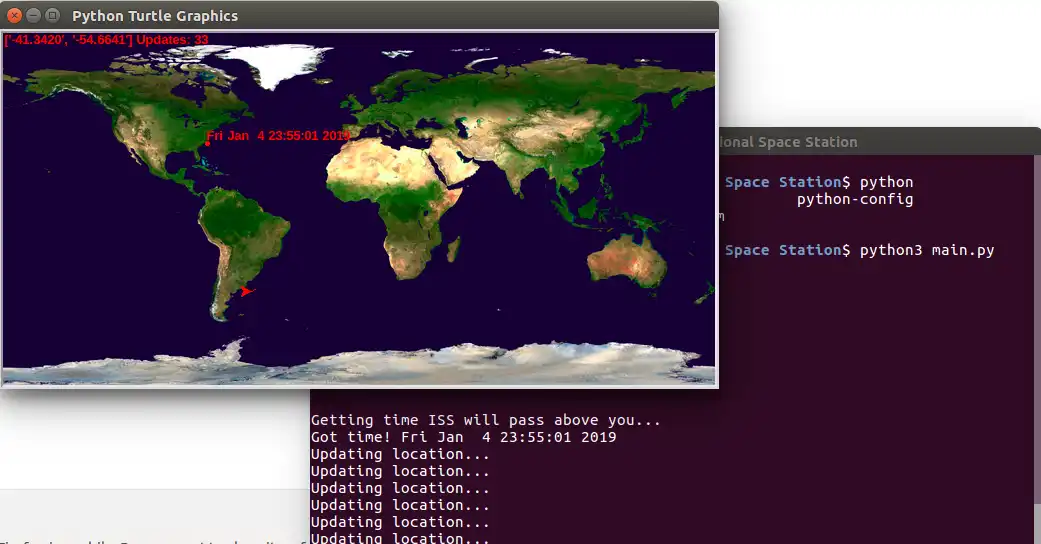 Python Turtle Graphics
['-41.3420', '-54.6641'] Updates: 33
Fri Jan  4 23:55:01 2019
ional Space Station
Space Station$ python
python-config
m
Space Station$ python3 main.py
Getting time ISS will pass above you...
Got time! Fri Jan  4 23:55:01 2019
Updating location...
Updating location...
Updating location...
Updating location...
Updating location...
Updating location...